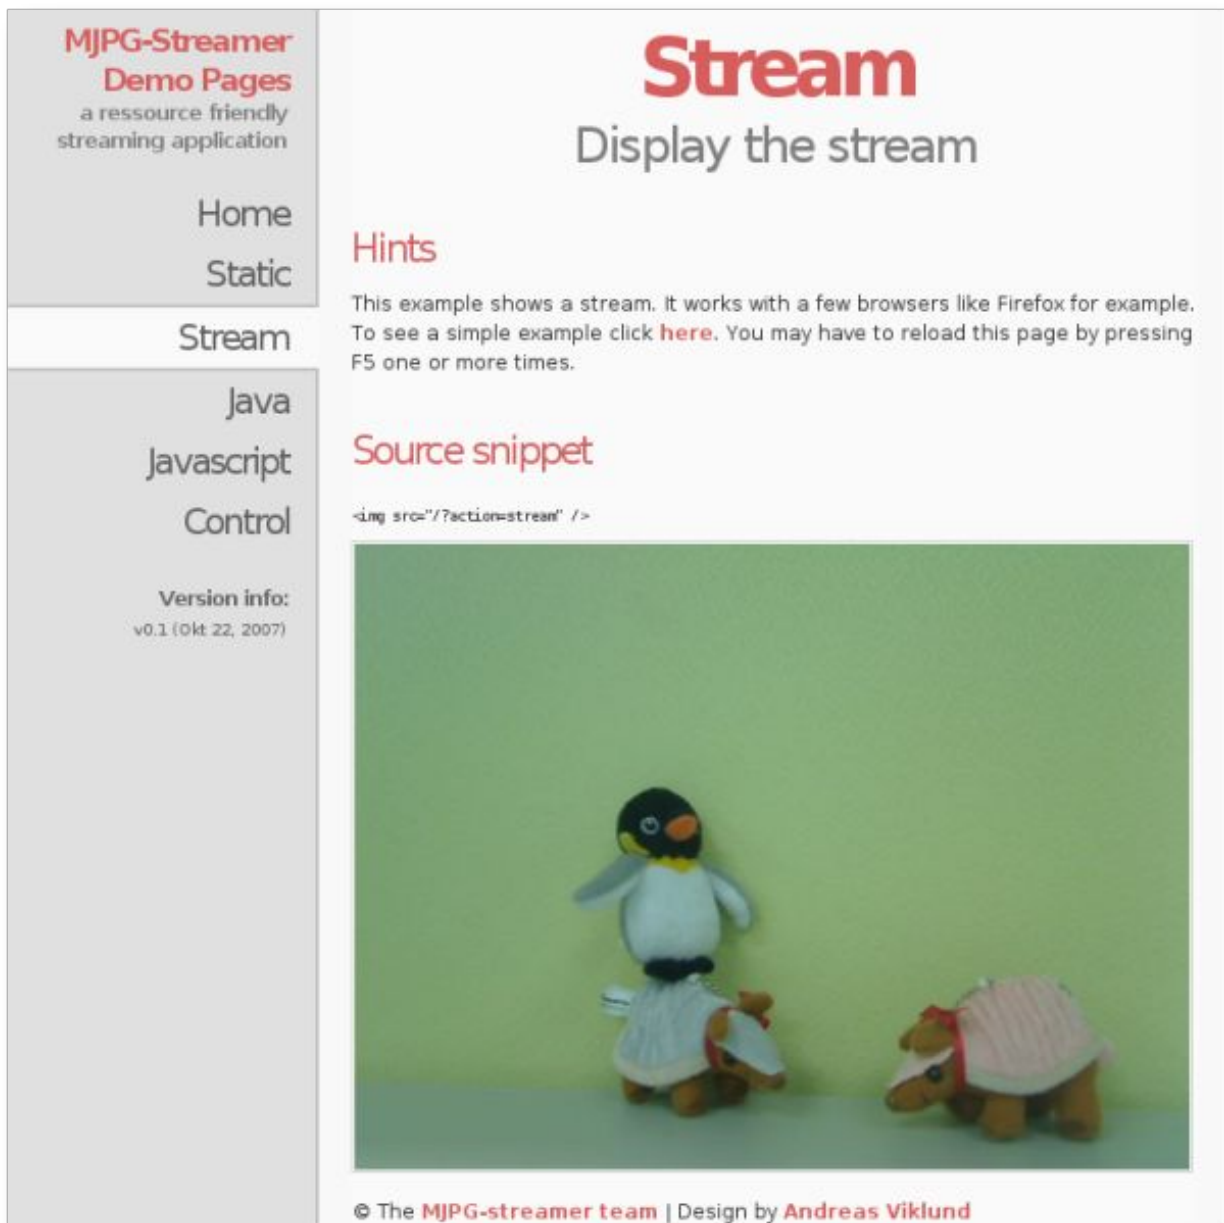 MJPG-Streamer
Demo Pages
a ressource friendly
streaming application
Home
Static
Stream
Java
Javascript
Control
Version info:
v0.1 (Okt 22, 2007)
Stream
Display the stream
Hints
This example shows a stream. It works with a few browsers like Firefox for example.
To see a simple example click here. You may have to reload this page by pressing
F5 one or more times.
Source snippet
<img src="/?action=stream" />
© The MJPG-streamer team | Design by Andreas Viklund